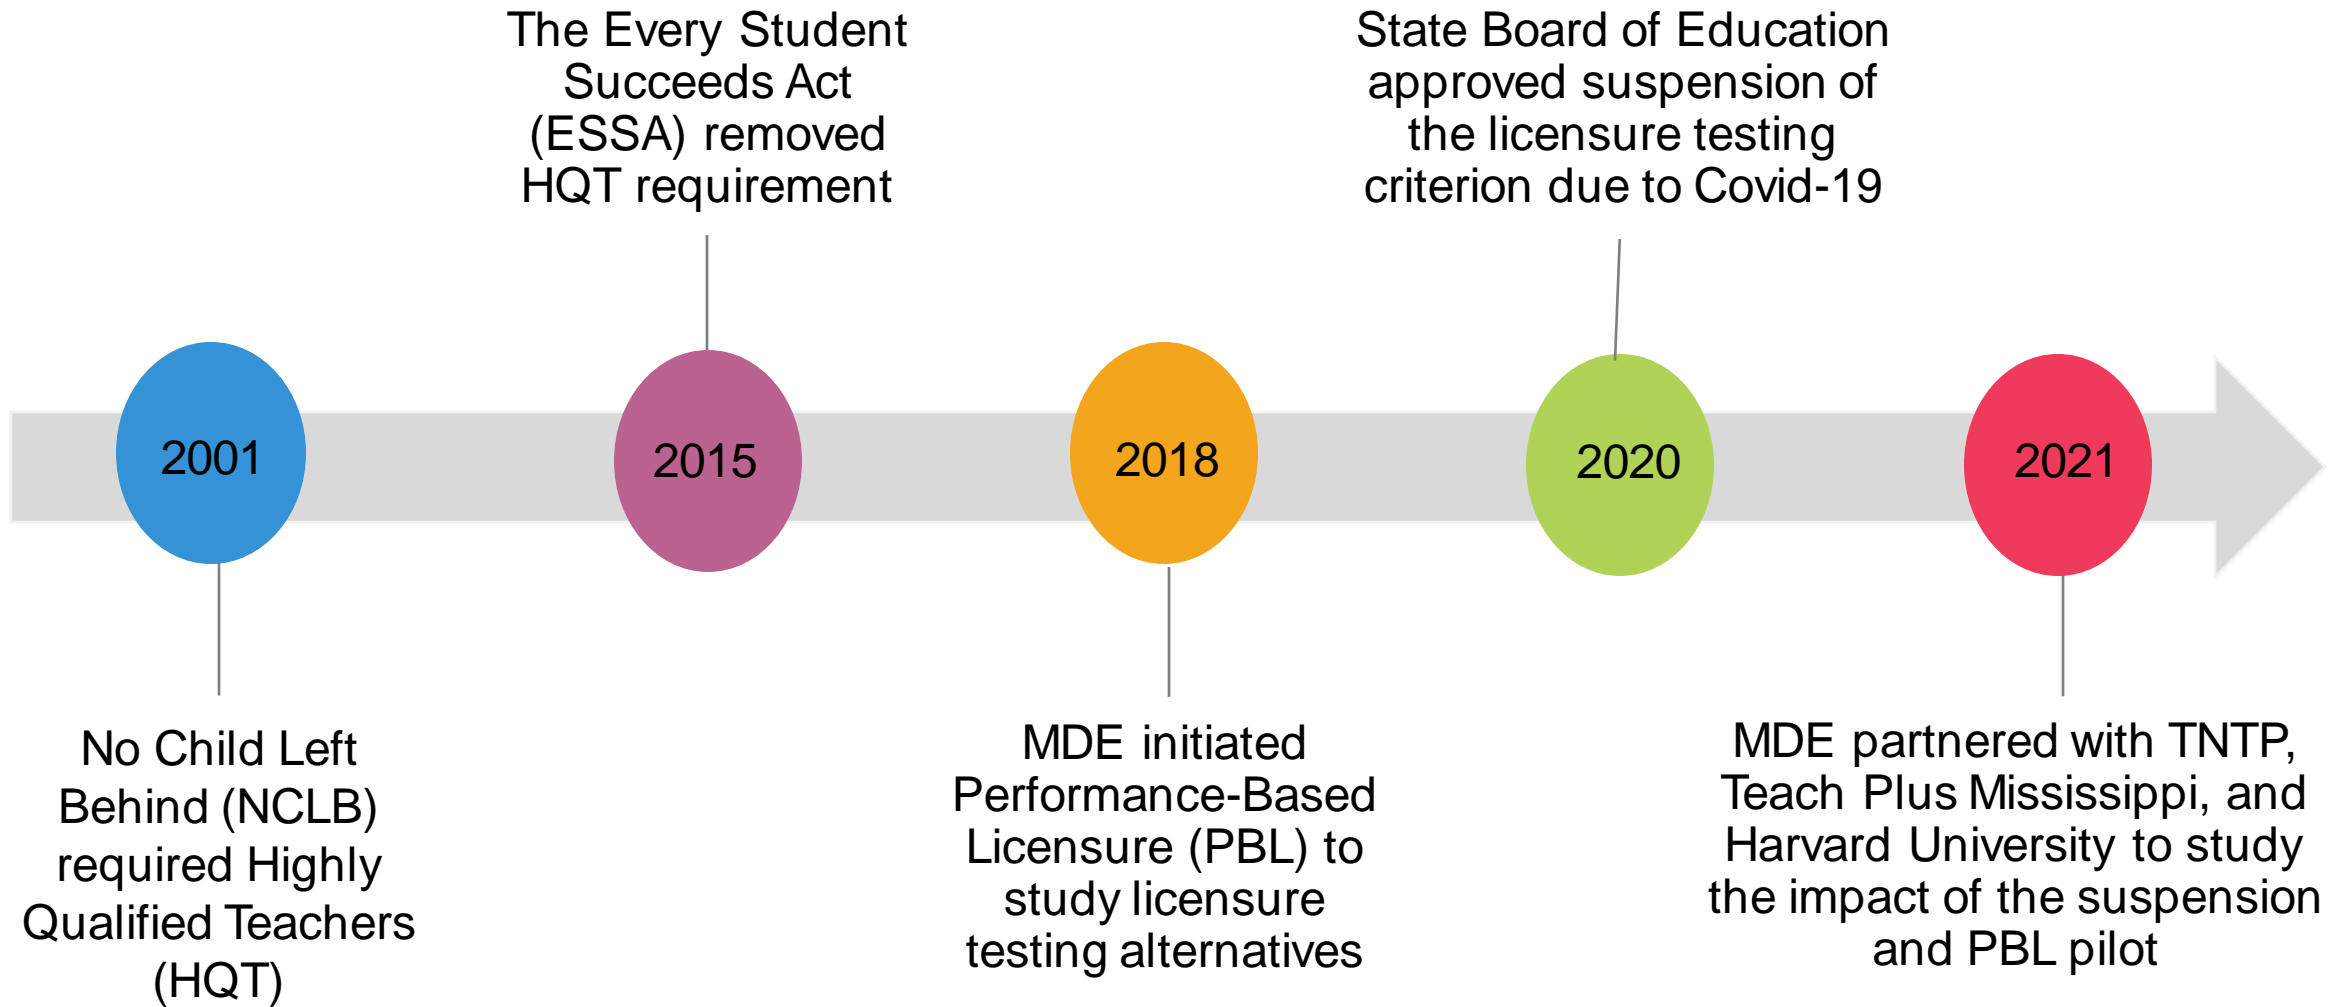 The Every Student
Succeeds Act
(ESSA) removed
HQT requirement
State Board of Education
approved suspension of
the licensure testing
criterion due to Covid-19
2001
2015
2018
2020
2021
No Child Left
Behind (NCLB)
required Highly
Qualified Teachers
(HQT)
MDE initiated
Performance-Based
Licensure (PBL) to
study licensure
testing alternatives
MDE partnered with TNTP,
Teach Plus Mississippi, and
Harvard University to study
the impact of the suspension
and PBL pilot